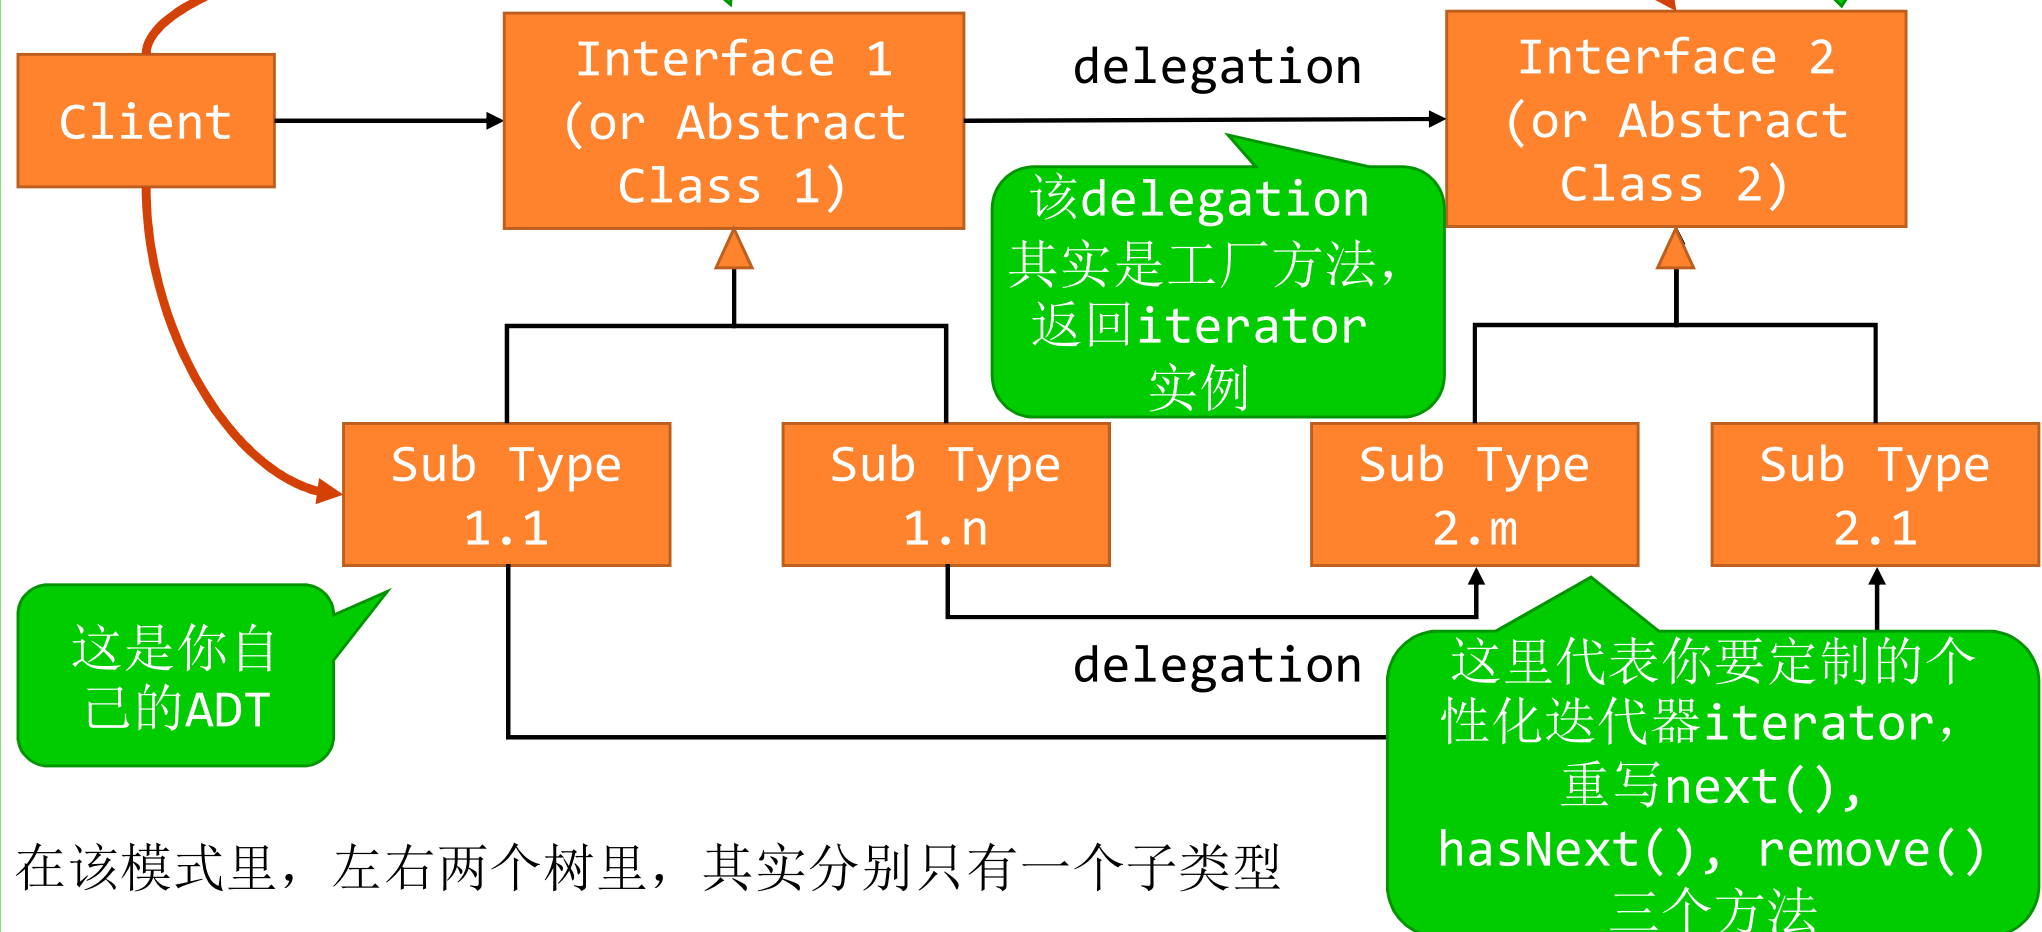 Client
Interface 1
(or Abstract
Class 1)
delegation
Interface 2
(or Abstract
Class 2)
该delegation
其实是工厂方法，
返回iterator
实例
Sub Type
1.1
Sub Type
1.n
Sub Type
2.m
Sub Type
2.1
这是你自
己的ADT
delegation
这里代表你要定制的个
性化迭代器iterator，
重写next(),
hasNext(), remove()
三个方法
在该模式里，左右两个树里，其实分别只有一个子类型